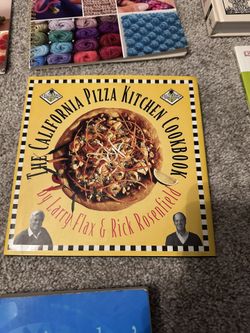 THE CALIFORNIA PIZZA KITCHEN COOKBOOK
by Larry Flax & Rick Rosenfield